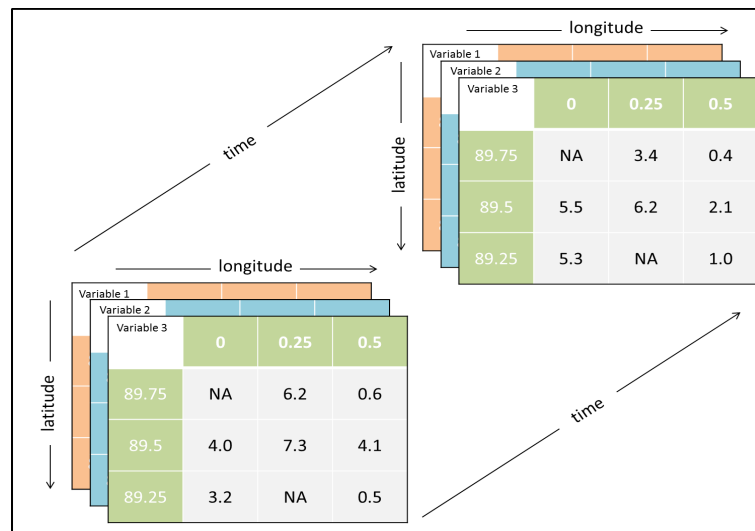 longitude
Variable 1
Variable 2
Variable 3 0 0.25 0.5
89.75 NA 3.4 0.4
89.5 5.5 6.2 2.1
89.25 5.3 NA 1.0
latitude
time
longitude
Variable 1
Variable 2
Variable 3 0 0.25 0.5
89.75 NA 6.2 0.6
89.5 4.0 7.3 4.1
89.25 3.2 NA 0.5
latitude
time